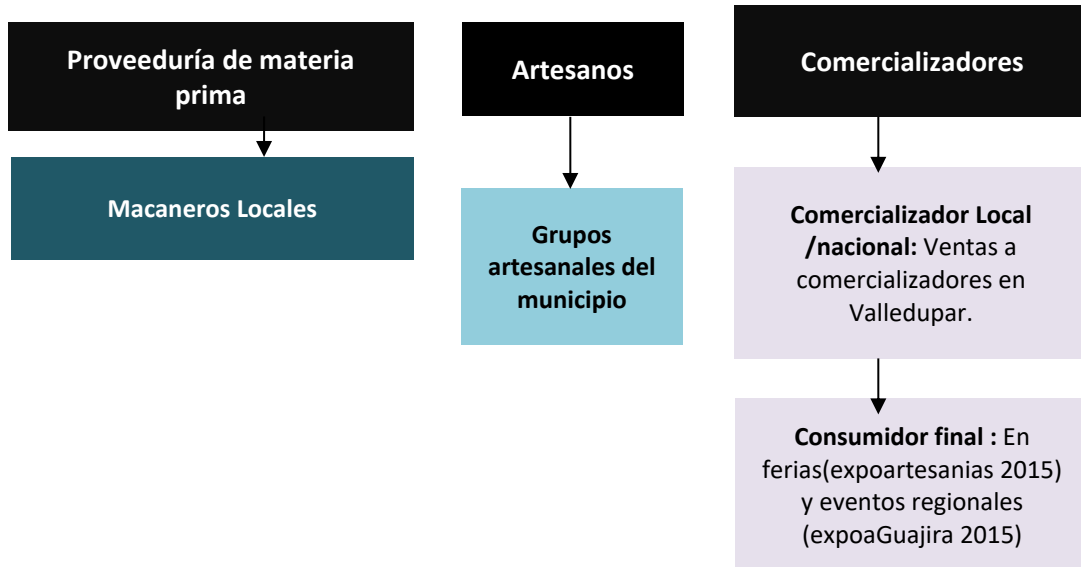 Proveeduría de materia
prima
Macaneros Locales
Artesanos
Grupos
artesanales del
municipio
Comercializadores
Comercializador Local
/nacional: Ventas a
comercializadores en
Valledupar.
Consumidor final : En
ferias(expoartesanias 2015)
y eventos regionales
(expoaGuajira 2015)